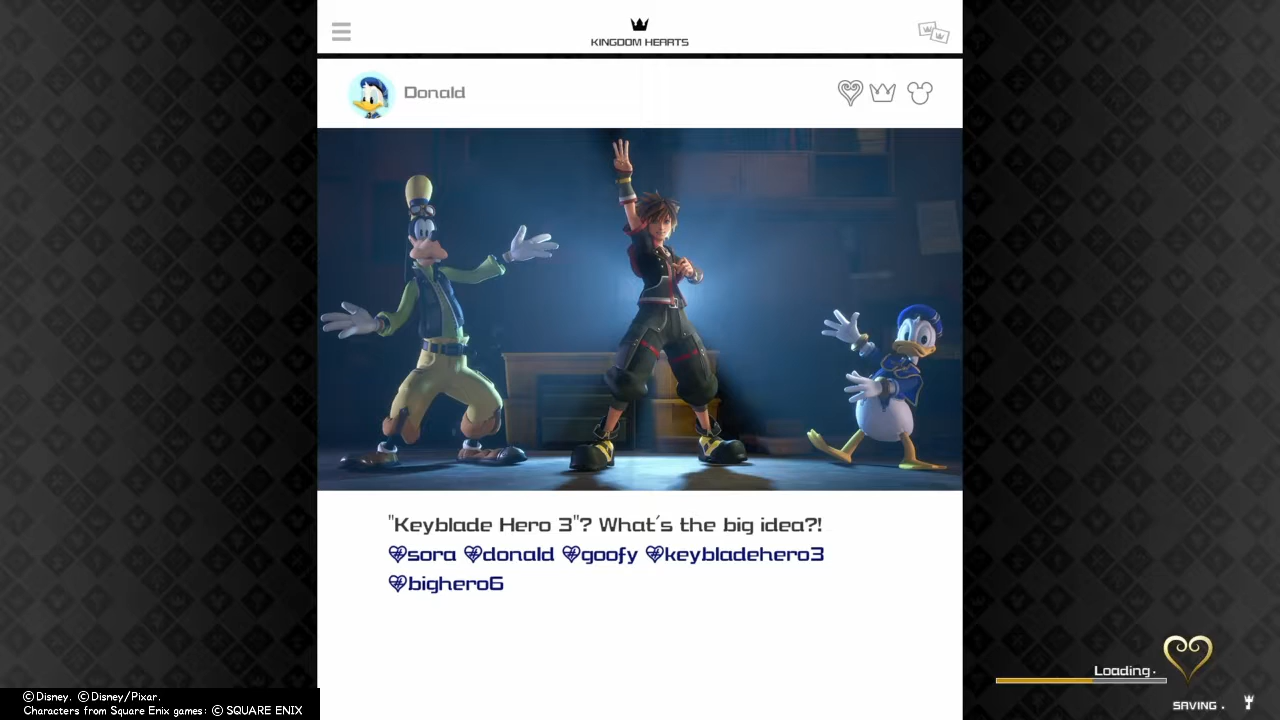 KINGDOM HEARTS
Donald
"Keyblade Hero 3"? What's the big idea?!
sora donald goofy keybladehero3
bighero6
Loading.
SAVING .
©Disney. ©Disney/Pixar.
Characters from Square Enix games: © SQUARE ENIX